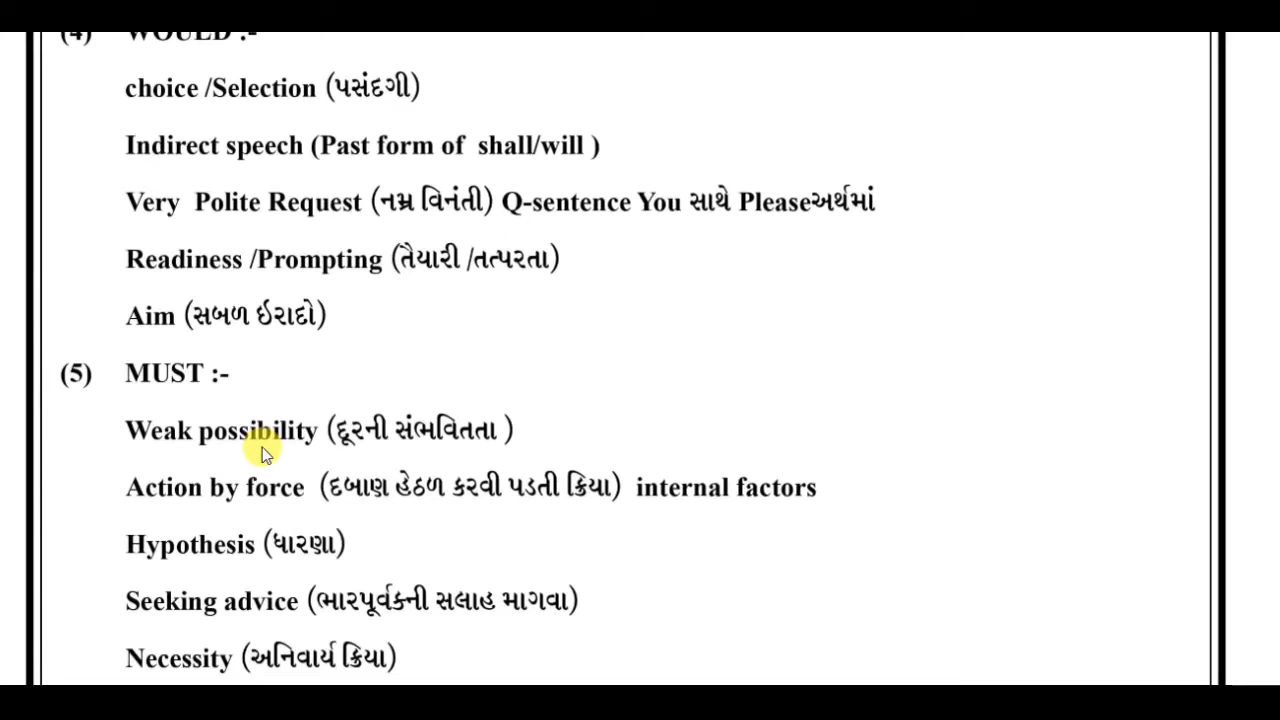 (4) WOULD :-
choice /Selection (પસંદગી)
Indirect speech (Past form of shall/will )
Very Polite Request (નમ્ર વિનંતી) Q-sentence You સાથે Pleaseઅર્થમાં
Readiness /Prompting (તૈયારી /તત્પરતા)
Aim (સબળ ઈરાદો)
(5) MUST :-
Weak possibility (દૂરની સંભવિતતા )
Action by force (દબાણ હેઠળ કરવી પડતી ક્રિયા) internal factors
Hypothesis (ધારણા)
Seeking advice (ભારપૂર્વકની સલાહ માગવા)
Necessity (અનિવાર્ય ક્રિયા)